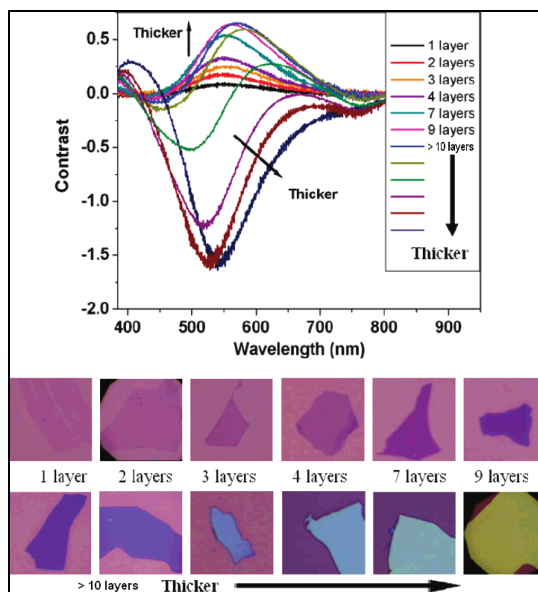 Thicker
Thicker
1 layer
2 layers
3 layers
4 layers
7 layers
9 layers
> 10 layers
Thicker
0.5
0.0
-0.5
-1.0
-1.5
-2.0
Contrast
400 500 600 700 800 900
Wavelength (nm)
1 layer 2 layers 3 layers 4 layers 7 layers 9 layers
> 10 layers Thicker